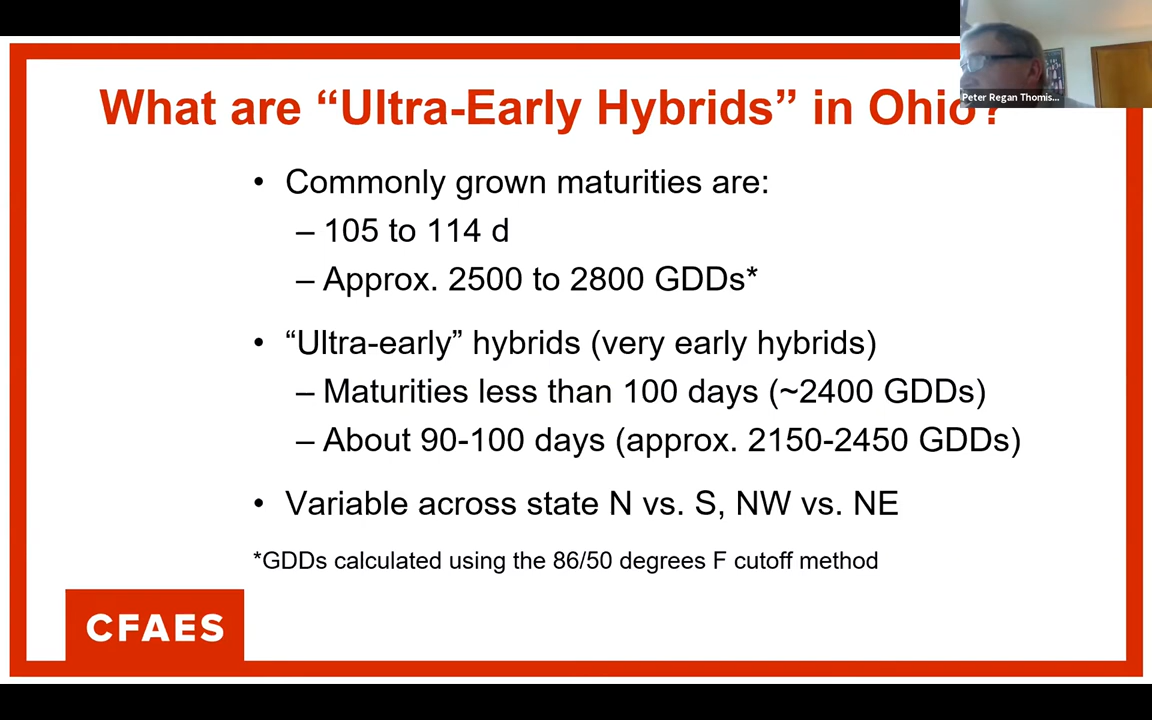 What are “Ultra-Early Hybrids” in Ohio?
Peter Regan Thomis...
• Commonly grown maturities are:
– 105 to 114 d
– Approx. 2500 to 2800 GDDs*
• “Ultra-early” hybrids (very early hybrids)
– Maturities less than 100 days (~2400 GDDs)
– About 90-100 days (approx. 2150-2450 GDDs)
• Variable across state N vs. S, NW vs. NE
*GDDs calculated using the 86/50 degrees F cutoff method
CFAES